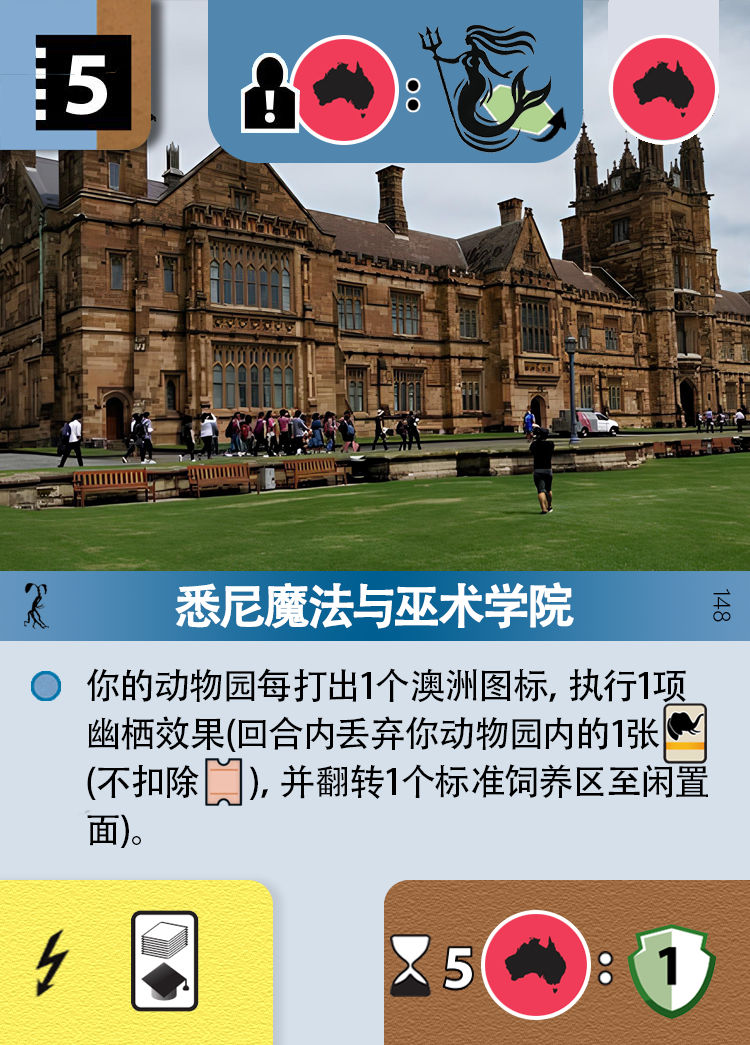 5
!
:
悉尼魔法与巫术学院
148
你的动物园每打出1个澳洲图标, 执行1项
幽栖效果(回合内丢弃你动物园内的1张
(不扣除 ), 并翻转1个标准饲养区至闲置
面)。
5 : 1